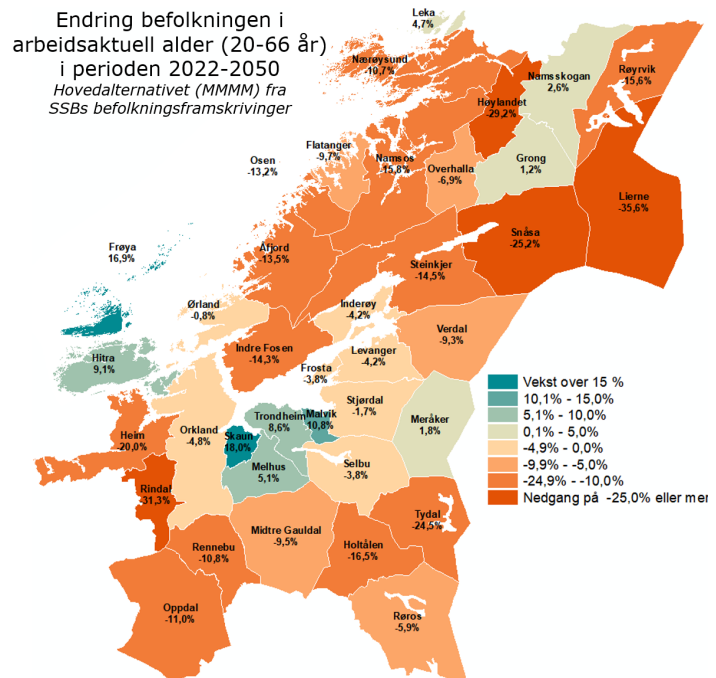 Endring befolkningen i
arbeidsaktuell alder (20-66 år)
i perioden 2022-2050
Hovedalternativet (MMMM) fra
SSBs befolkningsframskrivinger
Leka
4,7%
Nærøysund
-10,7%
Namsskogan
2,6%
Røyrvik
-15,6%
Høylandet
-29,2%
Flatanger
-9,7%
Namsos
-15,8%
Osen
-13,2%
Overhalla
-6,9%
Grong
1,2%
Lierne
-35,6%
Snåsa
-25,2%
Frøya
16,9%
Åfjord
-13,5%
Steinkjer
-14,5%
Ørland
-0,8%
Inderøy
-4,2%
Verdal
-9,3%
Hitra
9,1%
Indre Fosen
-14,3%
Levanger
-4,2%
Frosta
-3,8%
Stjørdal
-1,7%
Meråker
1,8%
Trondheim
8,6%
Malvik
10,8%
Heim
-20,0%
Orkland
-4,8%
Skaun
18,0%
Melhus
5,1%
Selbu
-3,8%
Rindal
-31,3%
Tydal
-24,5%
Midtre Gauldal
-9,5%
Rennebu
-10,8%
Holtålen
-16,5%
Oppdal
-11,0%
Røros
-5,9%
Vekst over 15 %
10,1% - 15,0%
5,1% - 10,0%
0,1% - 5,0%
-4,9% - 0,0%
-9,9% - -5,0%
-24,9% - -10,0%
Nedgang på -25,0% eller mer